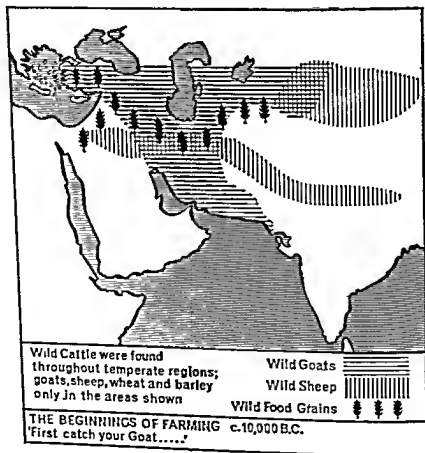 Wild Cattle were found
throughout temperate regions;
goats, sheep, wheat and barley
only in the areas shown
Wild Goats
Wild Sheep
Wild Food Grains
THE BEGINNINGS OF FARMING c.10,000 B.C.
'First catch your Goat.....'